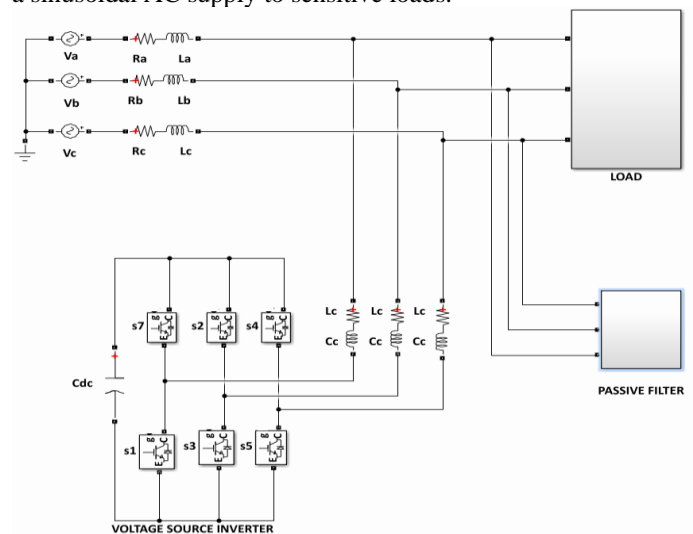 a sinusoidal AC supply to sensitive loads.
Va Ra La
Vb Rb Lb
Vc Rc Lc
LOAD
Lc Lc Lc
Cc Cc Cc
s7 s2 s4
g C E g C E g C E
Cdc
PASSIVE FILTER
s1 s3 s5
g C E g C E g C E
VOLTAGE SOURCE INVERTER